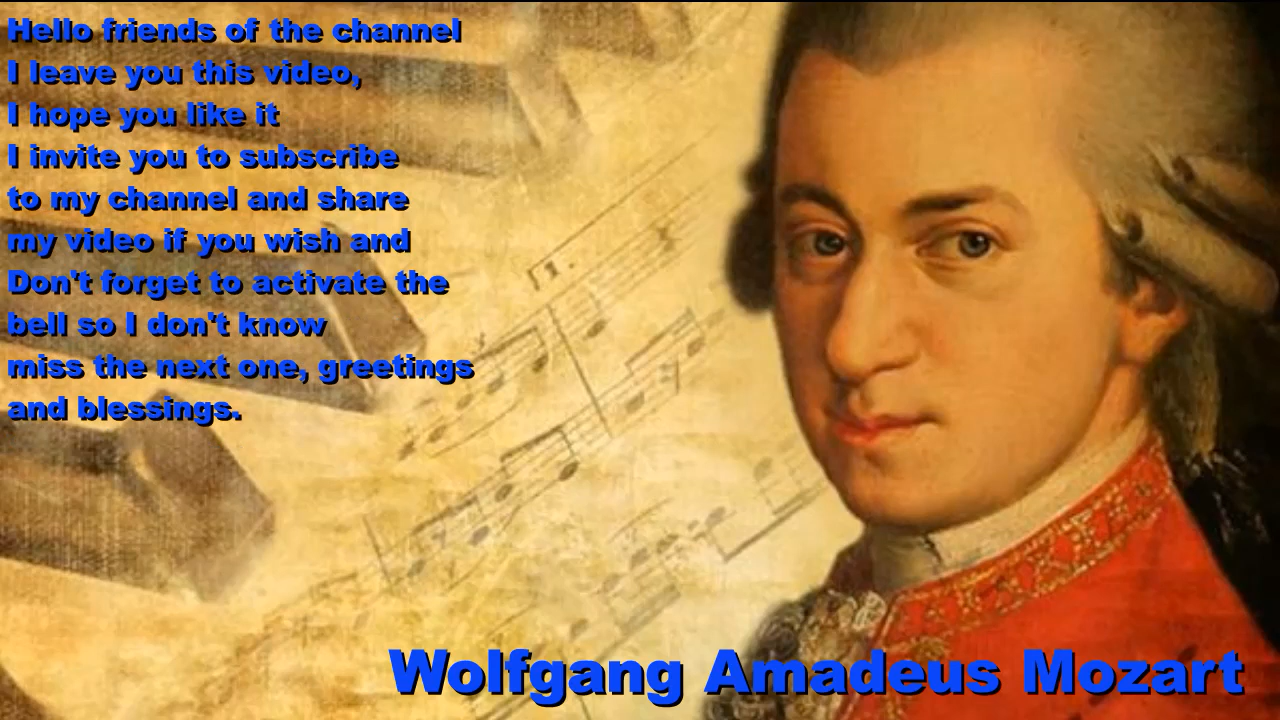 Hello friends of the channel
I leave you this video,
I hope you like it
I invite you to subscribe
to my channel and share
my video if you wish and
Don't forget to activate the
bell so I don't know
miss the next one, greetings
and blessings.
1.
Wolfgang Amadeus Mozart